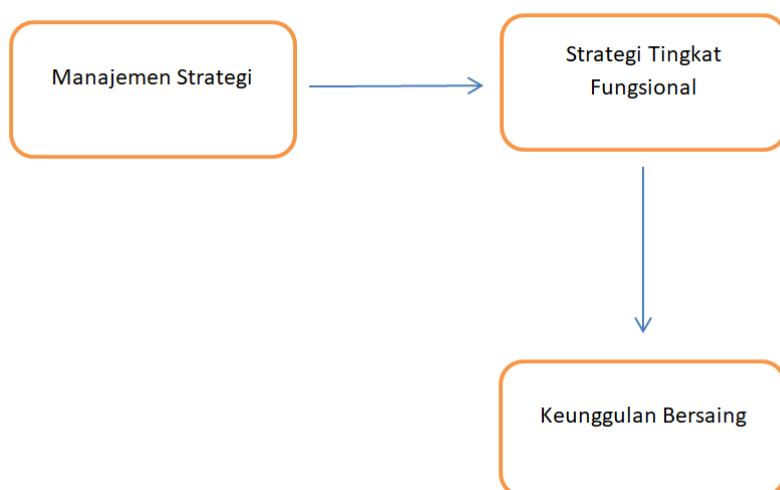 Manajemen Strategi
Strategi Tingkat
Fungsional
Keunggulan Bersaing